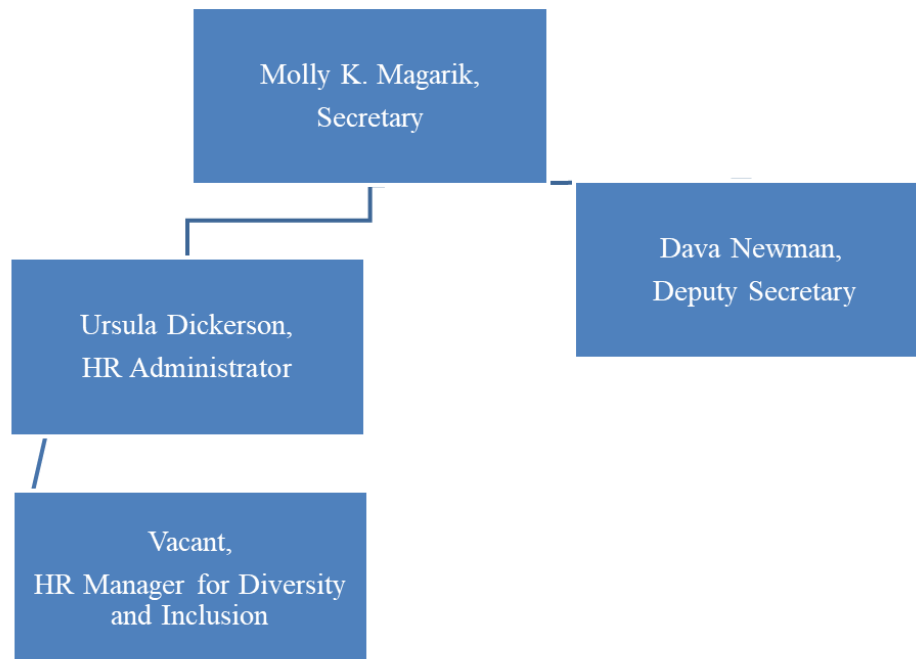 Molly K. Magarik,
Secretary
Dava Newman,
Deputy Secretary
Ursula Dickerson,
HR Administrator
Vacant,
HR Manager for Diversity
and Inclusion